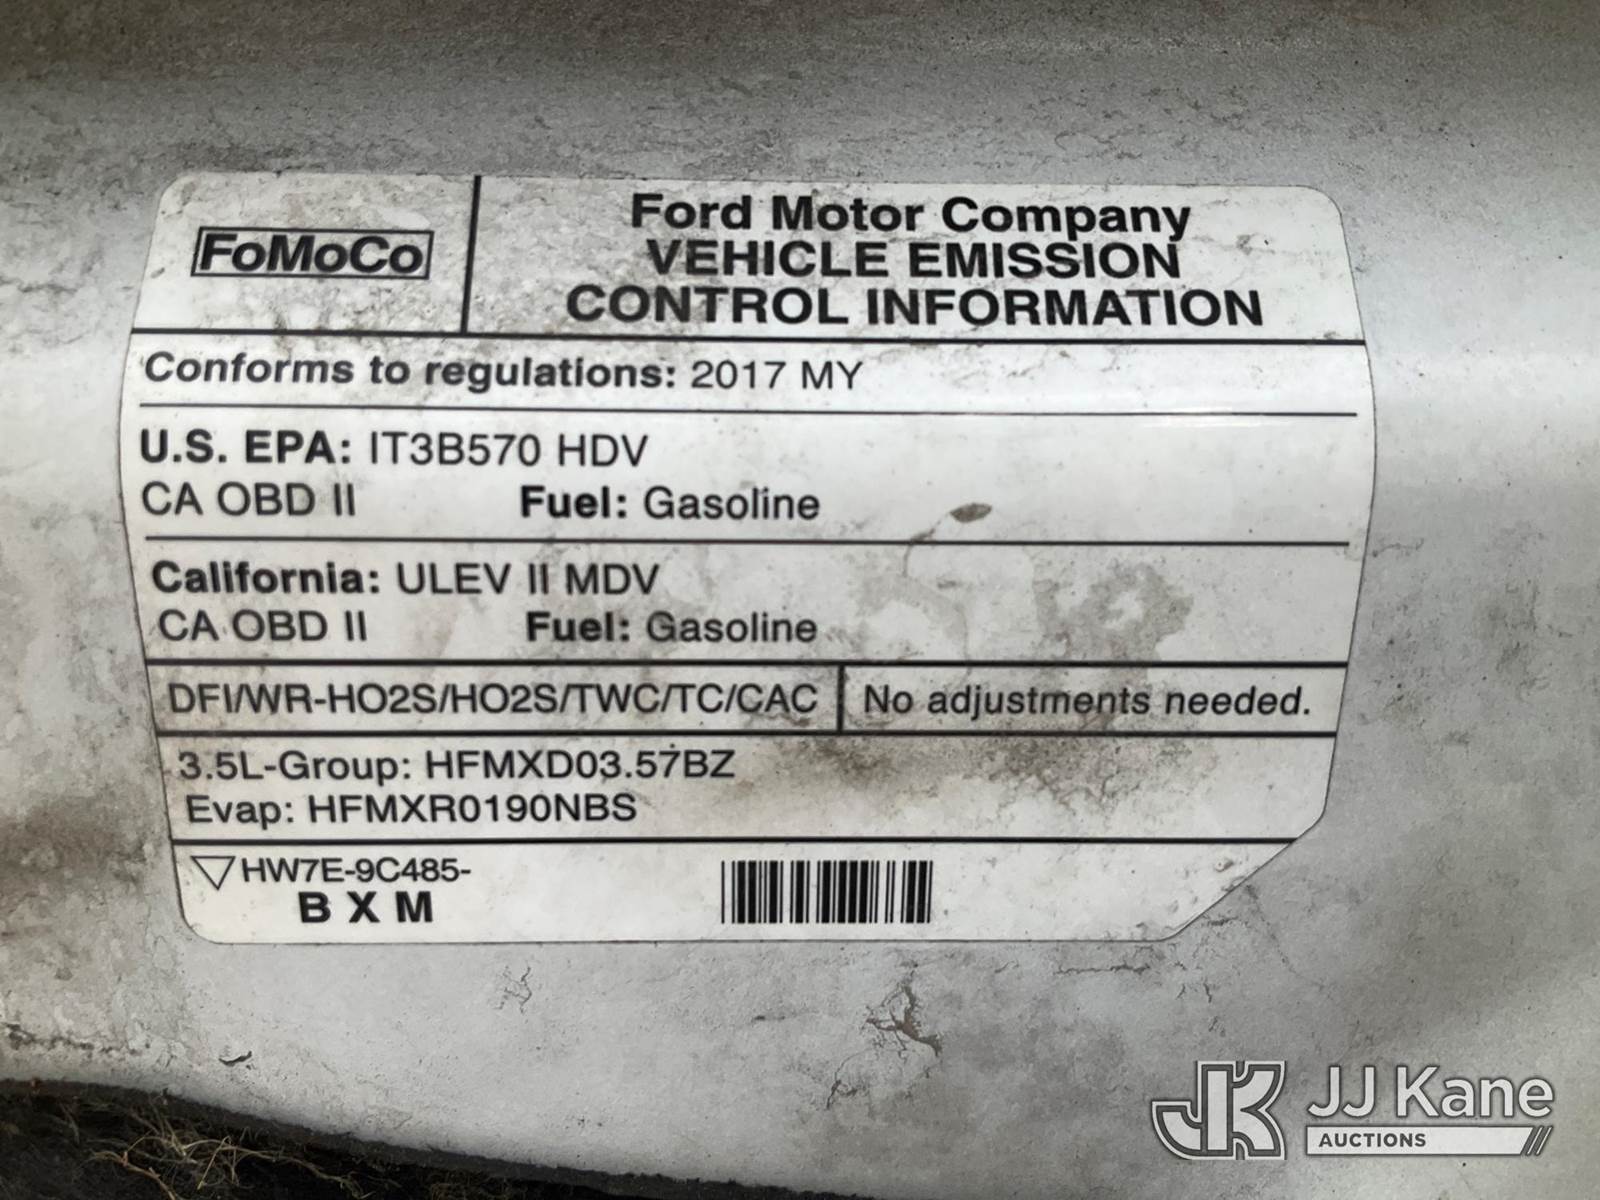 FoMoCo
Ford Motor Company
VEHICLE EMISSION
CONTROL INFORMATION
Conforms to regulations: 2017 MY
U.S. EPA: IT3B570 HDV
CA OBD II Fuel: Gasoline
California: ULEV II MDV
CA OBD II Fuel: Gasoline
DFI/WR-HO2S/HO2S/TWC/TC/CAC No adjustments needed.
3.5L-Group: HFMXD03.57BZ
Evap: HFMXR0190NBS
HW7E-9C485-
B X M
JK JJ Kane
AUCTIONS